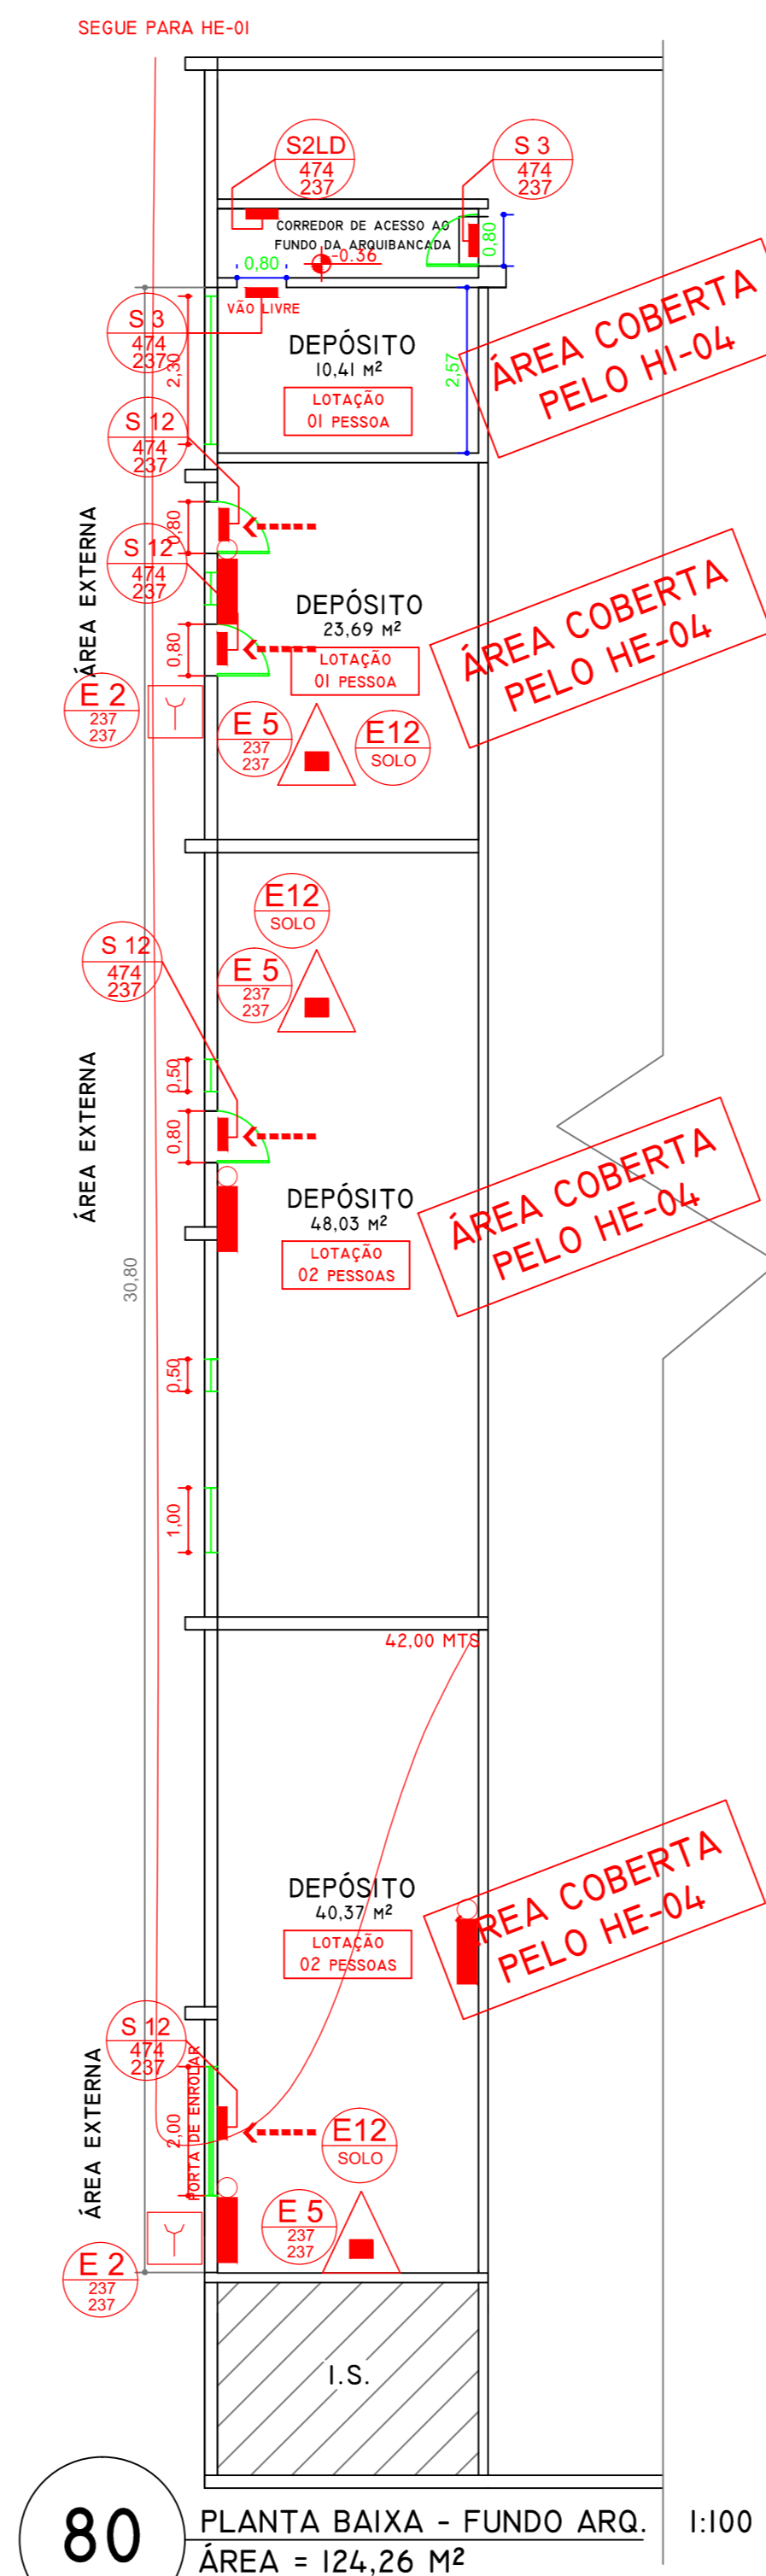 SEGUE PARA HE-01
S2LD
474
237
S 3
474
237
CORREDOR DE ACESSO AO
FUNDO DA ARQUIBANCADA
0,80
-0.36
0,80
VÃO LIVRE
S 3
474
237
2,30
DEPÓSITO
10,41 M²
LOTAÇÃO
01 PESSOA
2,57
ÁREA COBERTA
PELO HI-04
S 12
474
237
0,80
ÁREA EXTERNA
S 12
474
237
0,80
DEPÓSITO
23,69 M²
LOTAÇÃO
01 PESSOA
ÁREA COBERTA
PELO HE-04
E 2
237
237
E 5
237
237
E12
SOLO
E12
SOLO
E 5
237
237
S 12
474
237
0,50
0,80
ÁREA EXTERNA
DEPÓSITO
48,03 M²
LOTAÇÃO
02 PESSOAS
ÁREA COBERTA
PELO HE-04
30,80
0,50
1,00
42,00 MTS
DEPÓSITO
40,37 M²
LOTAÇÃO
02 PESSOAS
ÁREA COBERTA
PELO HE-04
S 12
474
237
2,00
PORTA DE ENROLAR
ÁREA EXTERNA
E12
SOLO
E 5
237
237
E 2
237
237
I.S.
80
PLANTA BAIXA - FUNDO ARQ. 1:100
ÁREA = 124,26 M²